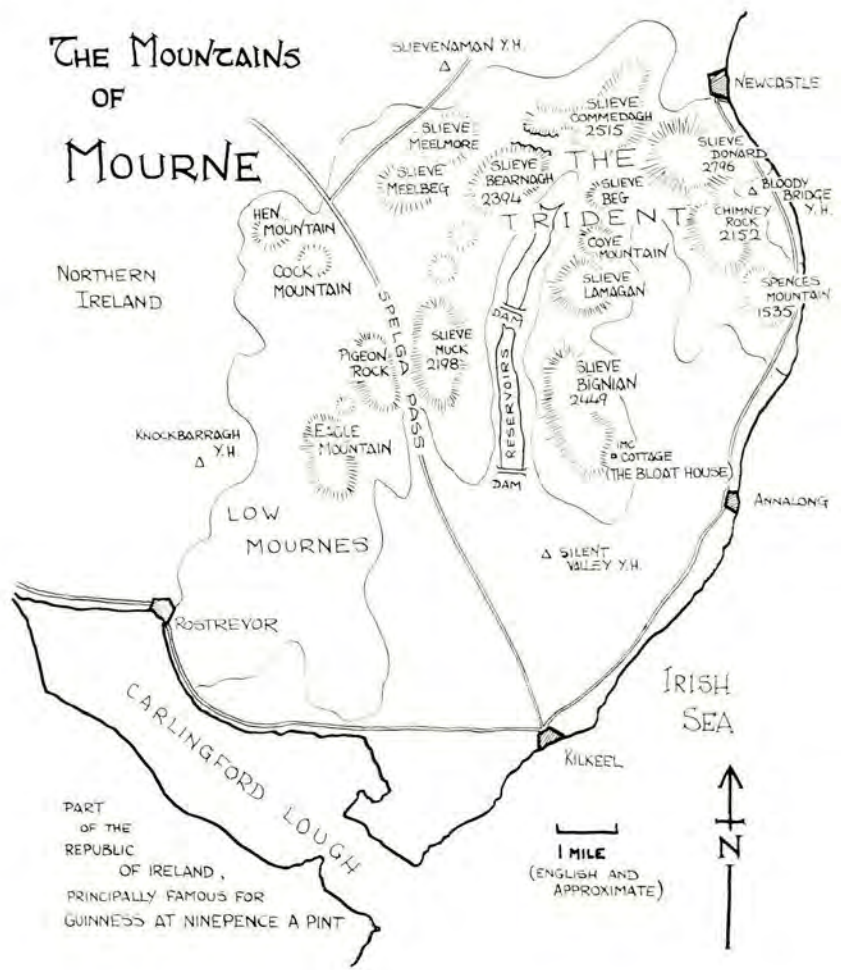 THE MOUNTAINS
OF
MOURNE
SLIEVENAMAN Y.H.
NEWCASTLE
SLIEVE
COMMEDAGH
2515
SLIEVE
MEELMORE
SLIEVE
DONARD
2796
THE
SLIEVE
BEARNAGH
2394
SLIEVE
MEELBEG
SLIEVE
BEG
BLOODY
BRIDGE
Y.H.
TRIDENT
CHIMNEY
ROCK
2152
HEN
MOUNTAIN
COVE
MOUNTAIN
COCK
MOUNTAIN
NORTHERN
IRELAND
SLIEVE
LAMAGAN
SPENCES
MOUNTAIN
1535
SPELGA PASS
DAM
SLIEVE
MUCK
2198
PIGEON
ROCK
SLIEVE
BIGNIAN
2449
RESERVOIRS
EAGLE
MOUNTAIN
KNOCKBARRAGH
Y.H.
IMC
COTTAGE
(THE BLOAT HOUSE)
DAM
ANNALONG
LOW
MOURNES
SILENT
VALLEY Y.H.
ROSTREVOR
IRISH
SEA
CARLINGFORD LOUGH
KILKEEL
PART
OF THE
REPUBLIC
OF IRELAND,
PRINCIPALLY FAMOUS FOR
GUINNESS AT NINEPENCE A PINT
1 MILE
(ENGLISH AND
APPROXIMATE)
N